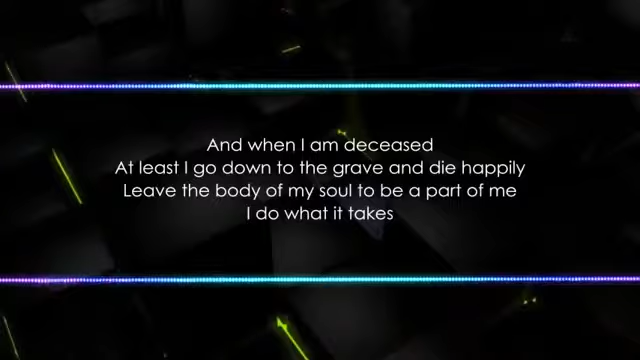 And when I am deceased
At least I go down to the grave and die happily
Leave the body of my soul to be a part of me
I do what it takes